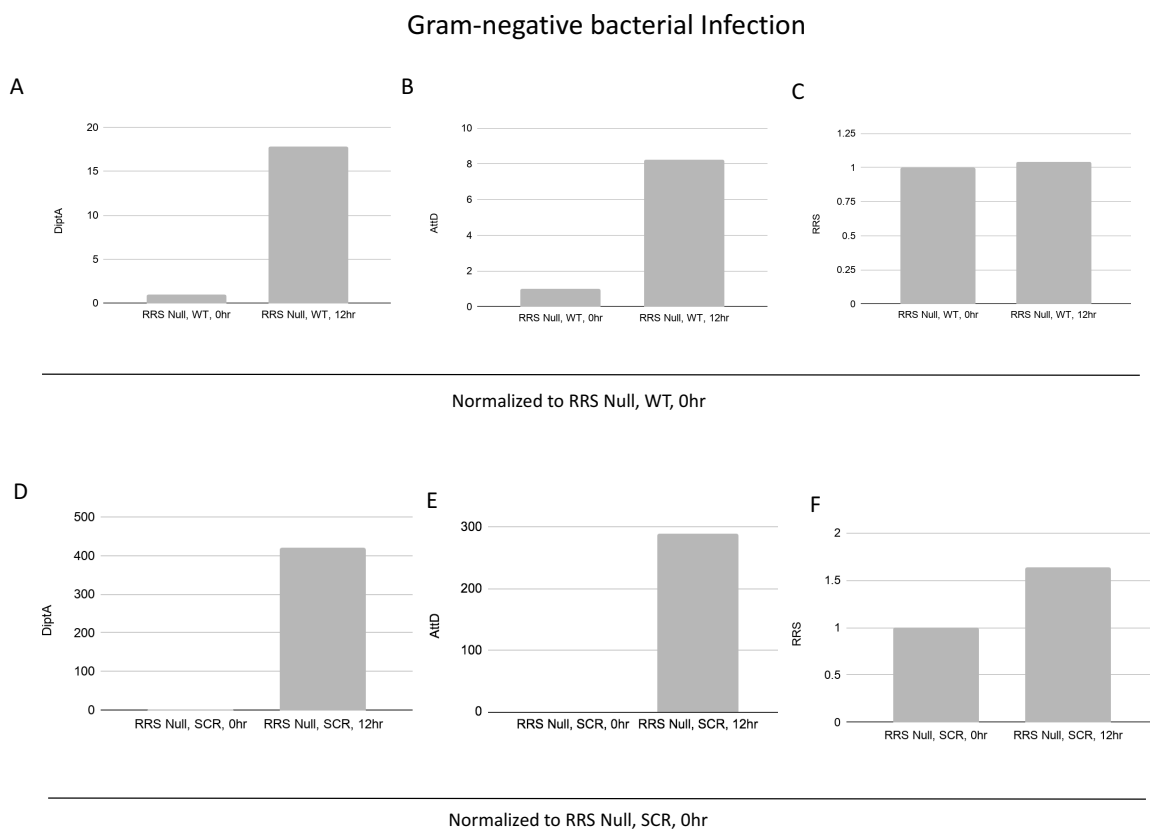 Gram-negative bacterial Infection
A
20
15
10
5
0
DiptA
RRS Null, WT, 0hr
RRS Null, WT, 12hr
B
10
8
6
4
2
0
AttD
RRS Null, WT, 0hr
RRS Null, WT, 12hr
C
1.25
1
0.75
0.5
0.25
0
RRS
RRS Null, WT, 0hr
RRS Null, WT, 12hr
Normalized to RRS Null, WT, 0hr
D
500
400
300
200
100
0
DiptA
RRS Null, SCR, 0hr
RRS Null, SCR, 12hr
E
300
200
100
0
AttD
RRS Null, SCR, 0hr
RRS Null, SCR, 12hr
F
2
1.5
1
0.5
0
RRS
RRS Null, SCR, 0hr
RRS Null, SCR, 12hr
Normalized to RRS Null, SCR, 0hr